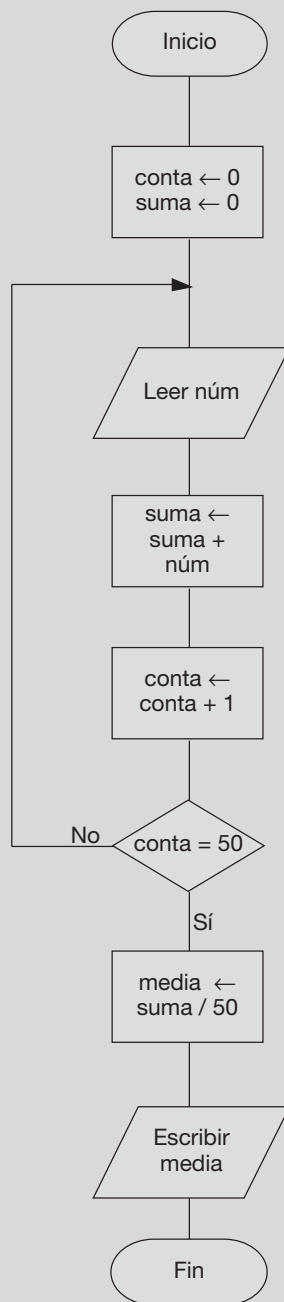 Inicio
conta ← 0
suma ← 0
Leer núm
suma ←
suma +
núm
conta ←
conta + 1
No
conta = 50
Sí
media ←
suma / 50
Escribir
media
Fin